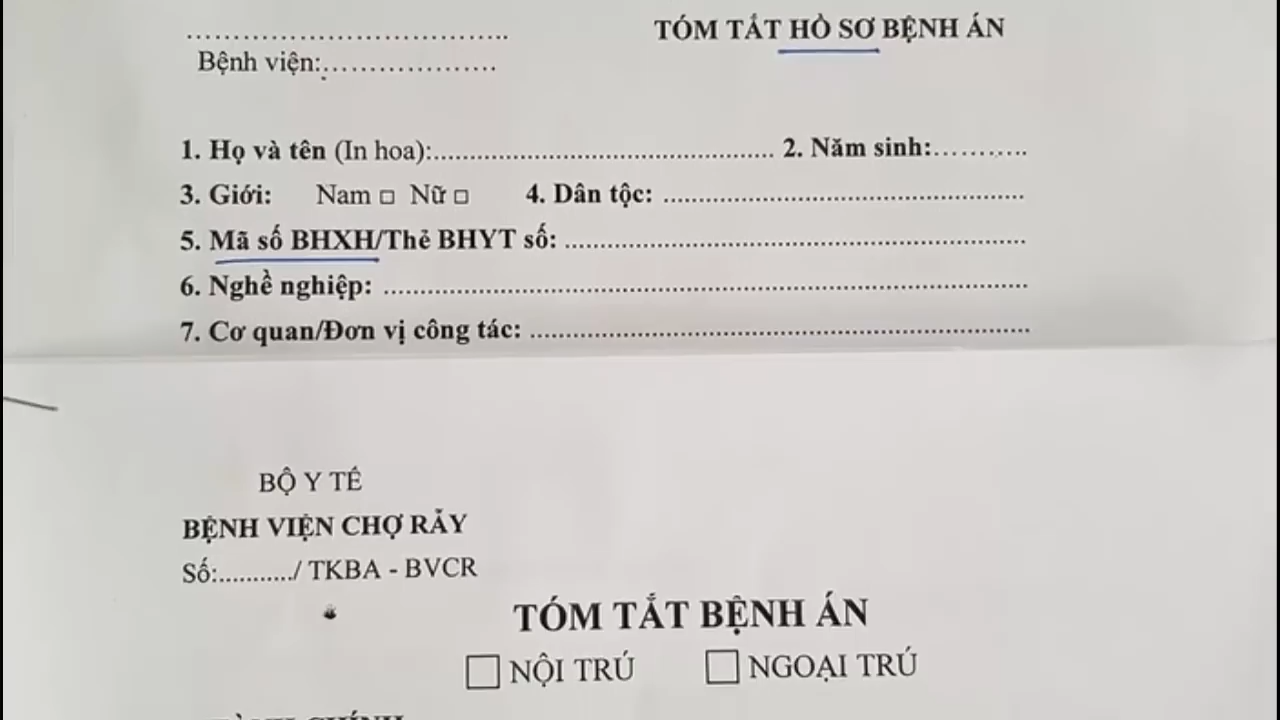 TÓM TẮT HỒ SƠ BỆNH ÁN
.................................
Bệnh viện:...................
1. Họ và tên (In hoa):............................................... 2. Năm sinh:.............
3. Giới: Nam □ Nữ □ 4. Dân tộc: ..................................................
5. Mã số BHXH/Thẻ BHYT số: ................................................................
6. Nghề nghiệp: ..........................................................................................
7. Cơ quan/Đơn vị công tác: .....................................................................
BỘ Y TẾ
BỆNH VIỆN CHỢ RẪY
Số:.........../ TKBA - BVCR
TÓM TẮT BỆNH ÁN
□ NỘI TRÚ □ NGOẠI TRÚ